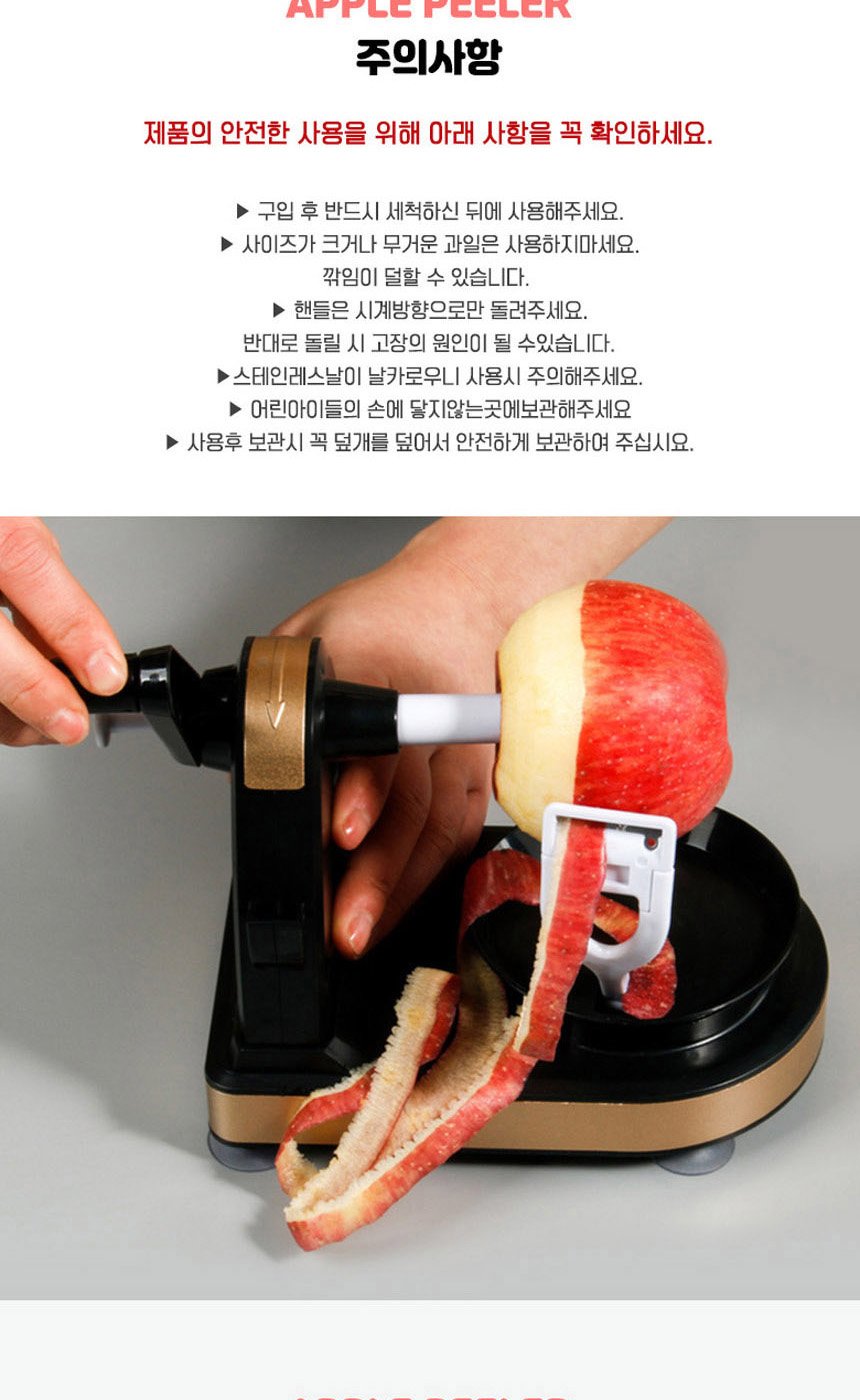 APPLE PEELER
주의사항
제품의 안전한 사용을 위해 아래 사항을 꼭 확인하세요.
▶ 구입 후 반드시 세척하신 뒤에 사용해주세요.
▶ 사이즈가 크거나 무거운 과일은 사용하지마세요.
깎임이 덜할 수 있습니다.
▶ 핸들은 시계방향으로만 돌려주세요.
반대로 돌릴 시 고장의 원인이 될 수있습니다.
▶스테인레스날이 날카로우니 사용시 주의해주세요.
▶ 어린아이들의 손에 닿지않는곳에보관해주세요
▶ 사용후 보관시 꼭 덮개를 덮어서 안전하게 보관하여 주십시요.